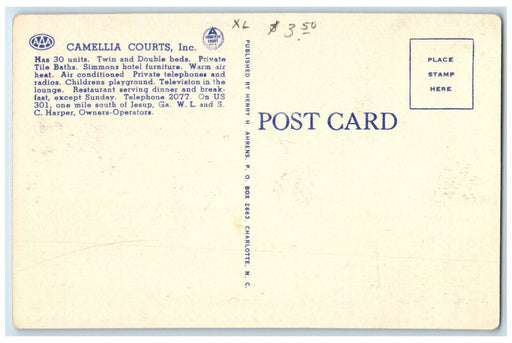 AAA
CAMELLIA COURTS, Inc.
Has 30 units. Twin and Double beds. Private
Tile Baths. Simmons hotel furniture. Warm air
heat. Air conditioned Private telephones and
radios. Childrens playground. Television in the
lounge. Restaurant serving dinner and break-
fast, except Sunday. Telephone 2077. On US
301, one mile south of Jesup, Ga. W. L. and S.
C. Harper, Owners-Operators.
XL
$3.50
PUBLISHED BY HENRY H. AHRENS, P. O. BOX 2663, CHARLOTTE, N. C.
POST CARD
PLACE
STAMP
HERE